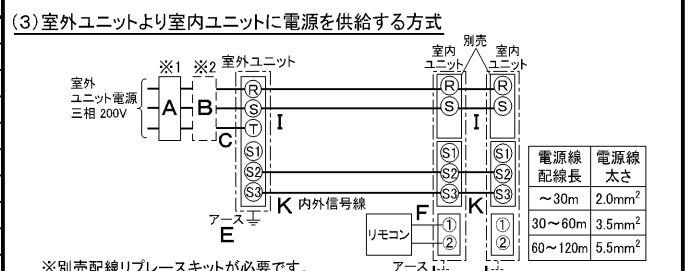 (3)室外ユニットより室内ユニットに電源を供給する方式
別売
※1 ※2 室外ユニット
室内
ユニット
室内
ユニット
室外
ユニット電源
三相 200V
A
B
C
R
S
T
S1
S2
S3
I
R
S
S1
S2
S3
I
R
S
S1
S2
S3
K 内外信号線
K
アース
E
F
リモコン
①
②
①
②
アース
電源線
配線長
電源線
太さ
~30m 2.0mm²
30~60m 3.5mm²
60~120m 5.5mm²
※別売配線リプレースキットが必要です。